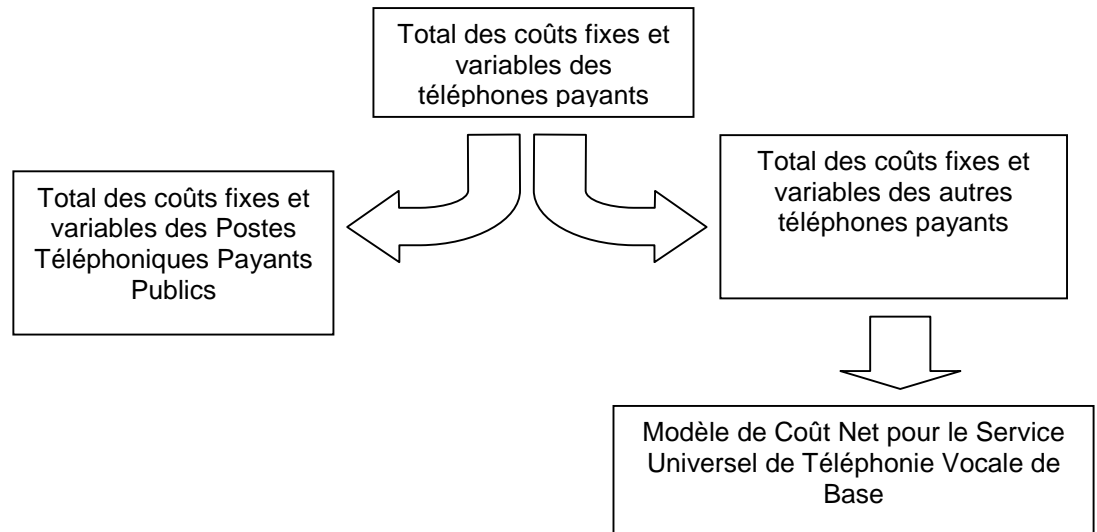 Total des coûts fixes et
variables des
téléphones payants
Total des coûts fixes et
variables des Postes
Téléphoniques Payants
Publics
Total des coûts fixes et
variables des autres
téléphones payants
Modèle de Coût Net pour le Service
Universel de Téléphonie Vocale de
Base